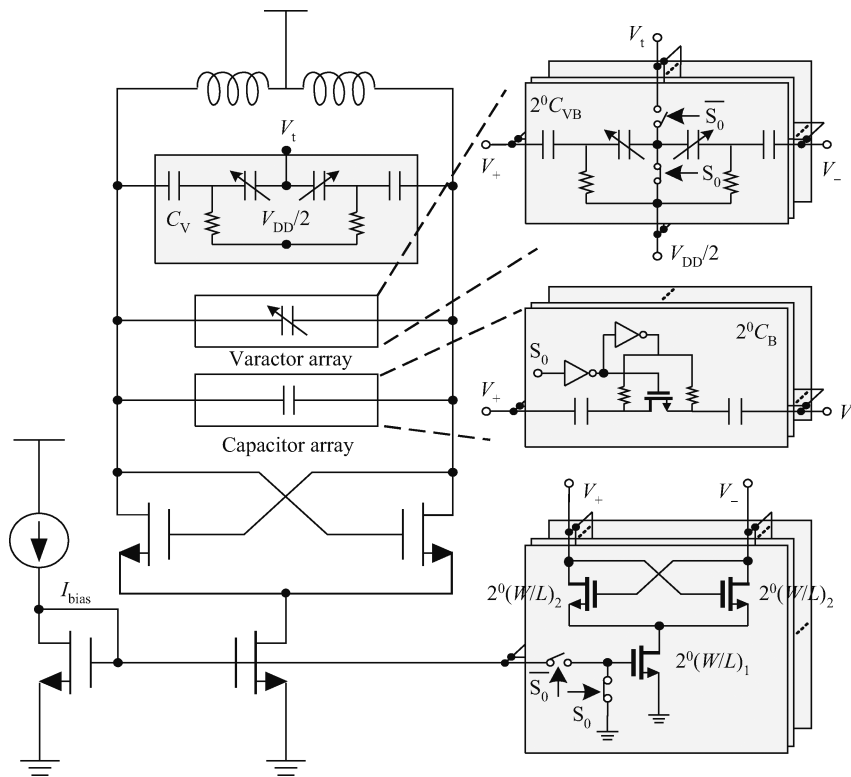 V_t
C_V
V_DD/2
Varactor array
Capacitor array
I_bias
V_t
2^0C_VB
S̅_0̅
V_+
V_−
S_0
V_DD/2
2^0C_B
S_0
V_+
V
V_+
V_−
2^0(W/L)_2
2^0(W/L)_2
2^0(W/L)_1
S̅_0̅
S_0